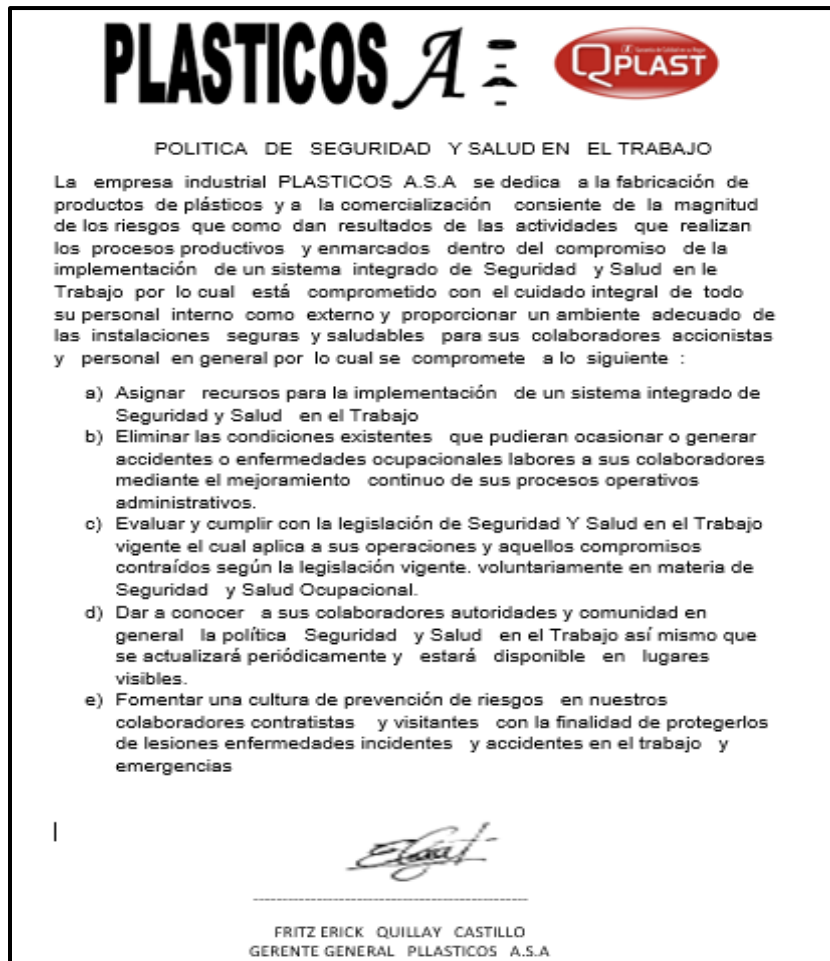 PLASTICOS A
QPLAST
POLITICA DE SEGURIDAD Y SALUD EN EL TRABAJO
La empresa industrial PLASTICOS A.S.A se dedica a la fabricación de
productos de plásticos y a la comercialización consiente de la magnitud
de los riesgos que como dan resultados de las actividades que realizan
los procesos productivos y enmarcados dentro del compromiso de la
implementación de un sistema integrado de Seguridad y Salud en le
Trabajo por lo cual está comprometido con el cuidado integral de todo
su personal interno como externo y proporcionar un ambiente adecuado de
las instalaciones seguras y saludables para sus colaboradores accionistas
y personal en general por lo cual se compromete a lo siguiente :
a) Asignar recursos para la implementación de un sistema integrado de
Seguridad y Salud en el Trabajo
b) Eliminar las condiciones existentes que pudieran ocasionar o generar
accidentes o enfermedades ocupacionales labores a sus colaboradores
mediante el mejoramiento continuo de sus procesos operativos
administrativos.
c) Evaluar y cumplir con la legislación de Seguridad Y Salud en el Trabajo
vigente el cual aplica a sus operaciones y aquellos compromisos
contraídos según la legislación vigente. voluntariamente en materia de
Seguridad y Salud Ocupacional.
d) Dar a conocer a sus colaboradores autoridades y comunidad en
general la política Seguridad y Salud en el Trabajo así mismo que
se actualizará periódicamente y estará disponible en lugares
visibles.
e) Fomentar una cultura de prevención de riesgos en nuestros
colaboradores contratistas y visitantes con la finalidad de protegerlos
de lesiones enfermedades incidentes y accidentes en el trabajo y
emergencias
FRITZ ERICK QUILLAY CASTILLO
GERENTE GENERAL PLLASTICOS A.S.A